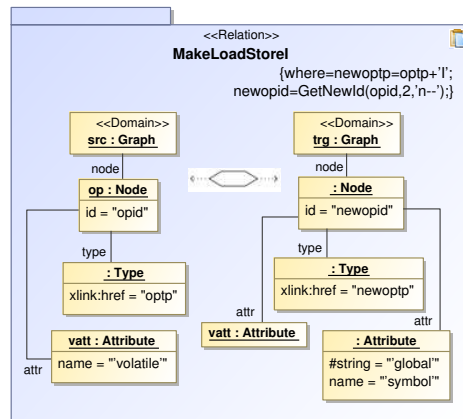 <<Relation>>
MakeLoadStoreI
{where=newoptp=optp+'I';
newopid=GetNewId(opid,2,'n--');}
<<Domain>>
src : Graph
node
op : Node
id = "opid"
type
: Type
xlink:href = "optp"
vatt : Attribute
name = "'volatile'"
attr
<<Domain>>
trg : Graph
node
: Node
id = "newopid"
type
: Type
xlink:href = "newoptp"
attr
vatt : Attribute
attr
: Attribute
#string = "'global'"
name = "'symbol'"